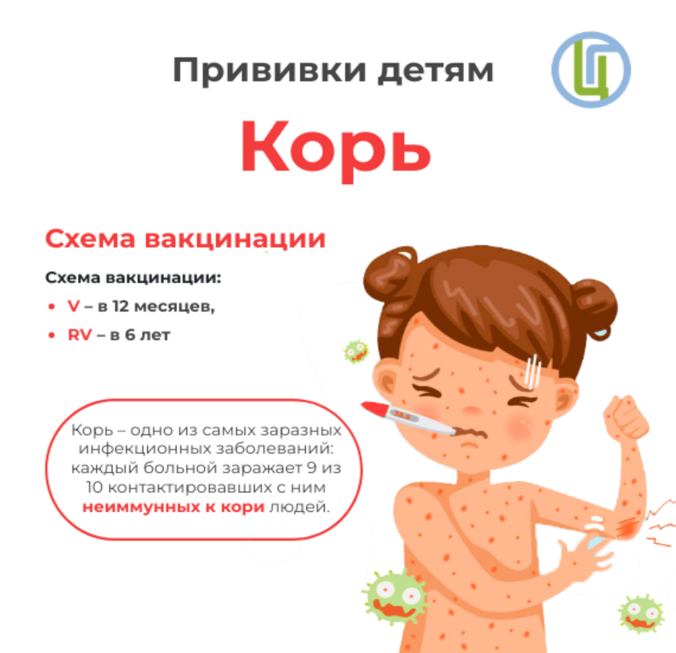 Прививки детям
Корь
Схема вакцинации
Схема вакцинации:
• V – в 12 месяцев,
• RV – в 6 лет
Корь – одно из самых заразных
инфекционных заболеваний:
каждый больной заражает 9 из
10 контактировавших с ним
неиммунных к кори людей.